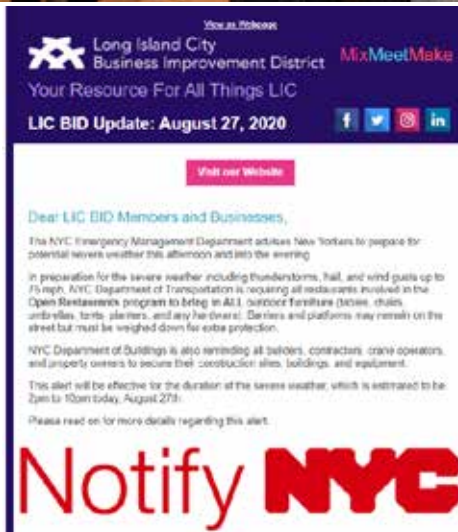 View as Webpage
Long Island City
Business Improvement District
MixMeetMake
Your Resource For All Things LIC
LIC BID Update: August 27, 2020
Visit our Website
Dear LIC BID Members and Businesses,
The NYC Emergency Management Department advises New Yorkers to prepare for
potential severe weather this afternoon and into the evening.
In preparation for the severe weather including thunderstorms, hail, and wind gusts up to
75 mph, NYC Department of Transportation is requiring all restaurants involved in the
Open Restaurants program to bring in ALL outdoor furniture (tables, chairs,
umbrellas, tents, planters, and any hardware). Barriers and platforms may remain on the
street but must be weighed down for extra protection.
NYC Department of Buildings is also reminding all builders, contractors, crane operators,
and property owners to secure their construction sites, buildings, and equipment.
This alert will be effective for the duration of the severe weather, which is estimated to be
2pm to 10pm today, August 27th.
Please read on for more details regarding this alert.
Notify NYC